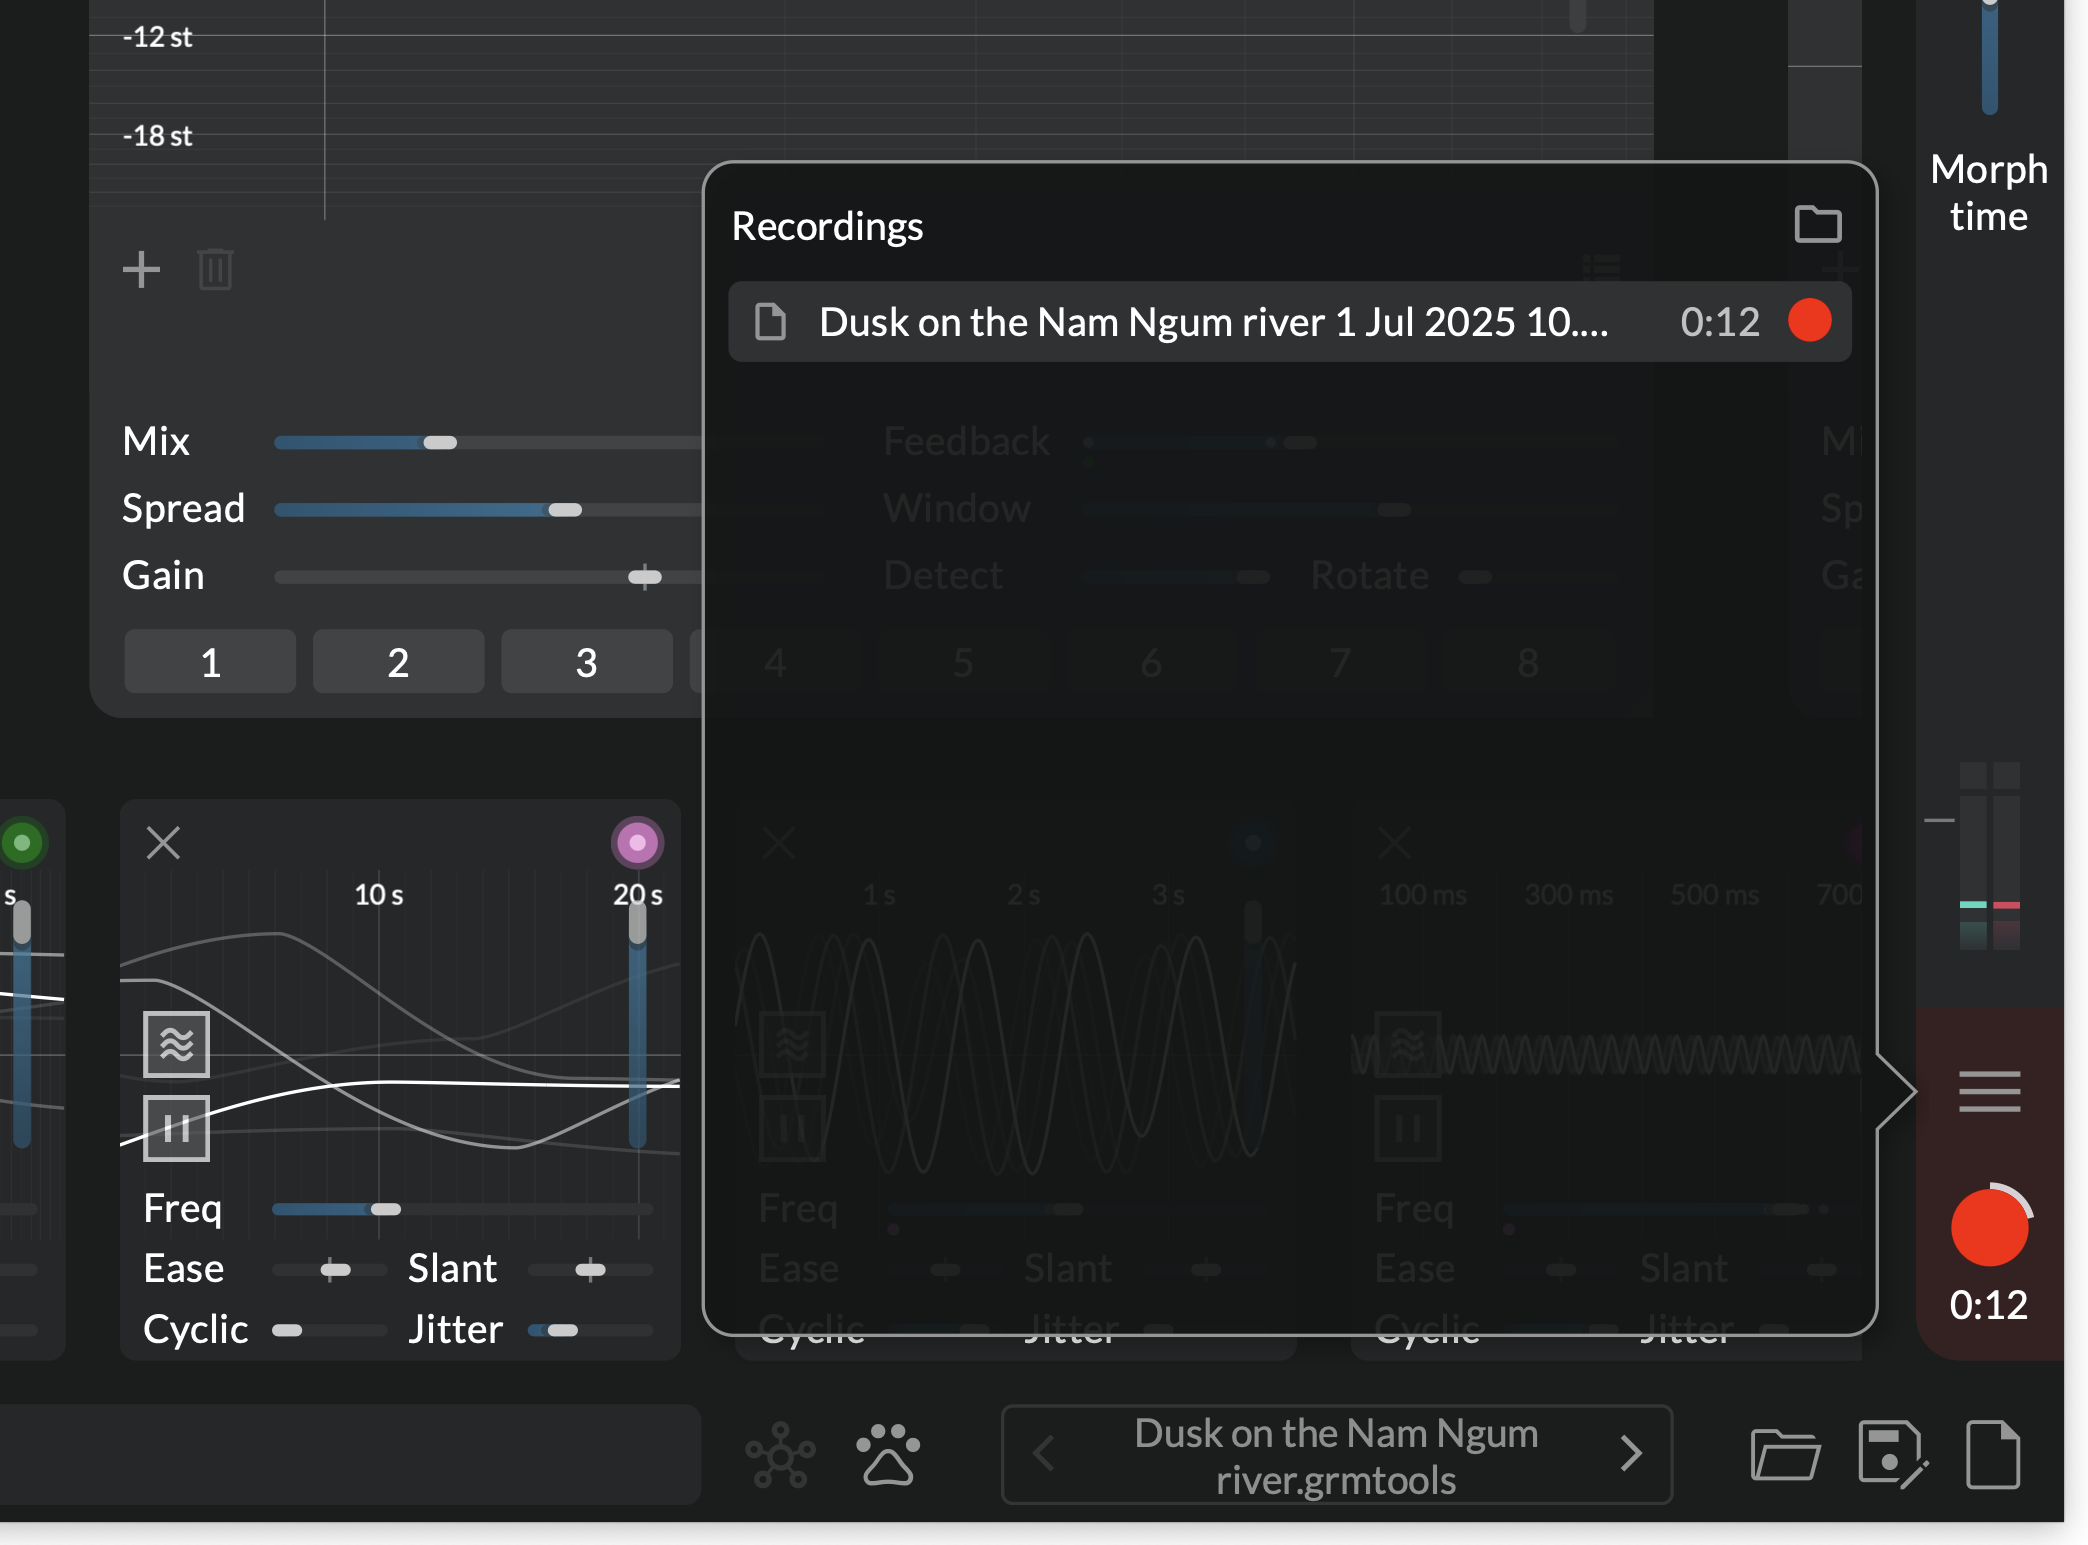 -12 st
-18 st
Morph
time
Recordings
Dusk on the Nam Ngum river 1 Jul 2025 10.... 0:12
Mix
Feedback
Mi
Spread
Window
Sp
Gain
Detect
Rotate
Ga
1 2 3 4 5 6 7 8
s
10 s
20 s
1 s
2 s
3 s
100 ms
300 ms
500 ms
700
Freq
Freq
Freq
Ease
Slant
Ease
Slant
Ease
Slant
Cyclic
Jitter
Cyclic
Jitter
Cyclic
Jitter
0:12
Dusk on the Nam Ngum
river.grmtools